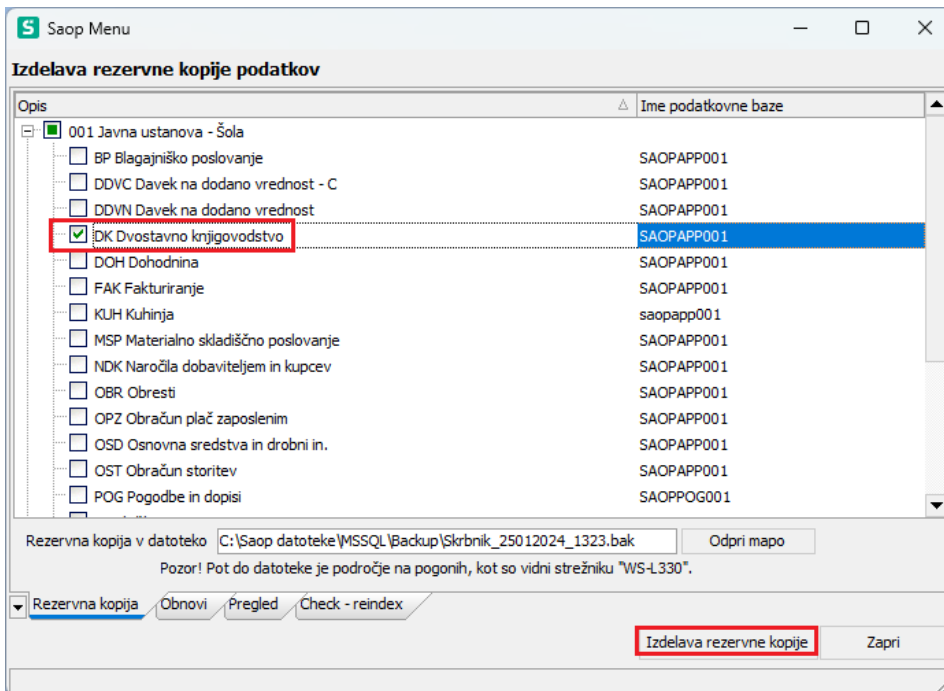 Saop Menu
Izdelava rezervne kopije podatkov
Opis Ime podatkovne baze
001 Javna ustanova - Šola
BP Blagajniško poslovanje SAOPAPP001
DDVC Davek na dodano vrednost - C SAOPAPP001
DDVN Davek na dodano vrednost SAOPAPP001
DK Dvostavno knjigovodstvo SAOPAPP001
DOH Dohodnina SAOPAPP001
FAK Fakturiranje SAOPAPP001
KUH Kuhinja saopapp001
MSP Materialno skladiščno poslovanje SAOPAPP001
NDK Naročila dobaviteljem in kupcev SAOPAPP001
OBR Obresti SAOPAPP001
OPZ Obračun plač zaposlenim SAOPAPP001
OSD Osnovna sredstva in drobni in. SAOPAPP001
OST Obračun storitev SAOPAPP001
POG Pogodbe in dopisi SAOPPOG001
Rezervna kopija v datoteko C:\Saop datoteke\MSSQL\Backup\Skrbnik_25012024_1323.bak Odpri mapo
Pozor! Pot do datoteke je področje na pogonih, kot so vidni strežniku "WS-L330".
Rezervna kopija Obnovi Pregled Check - reindex
Izdelava rezervne kopije Zapri